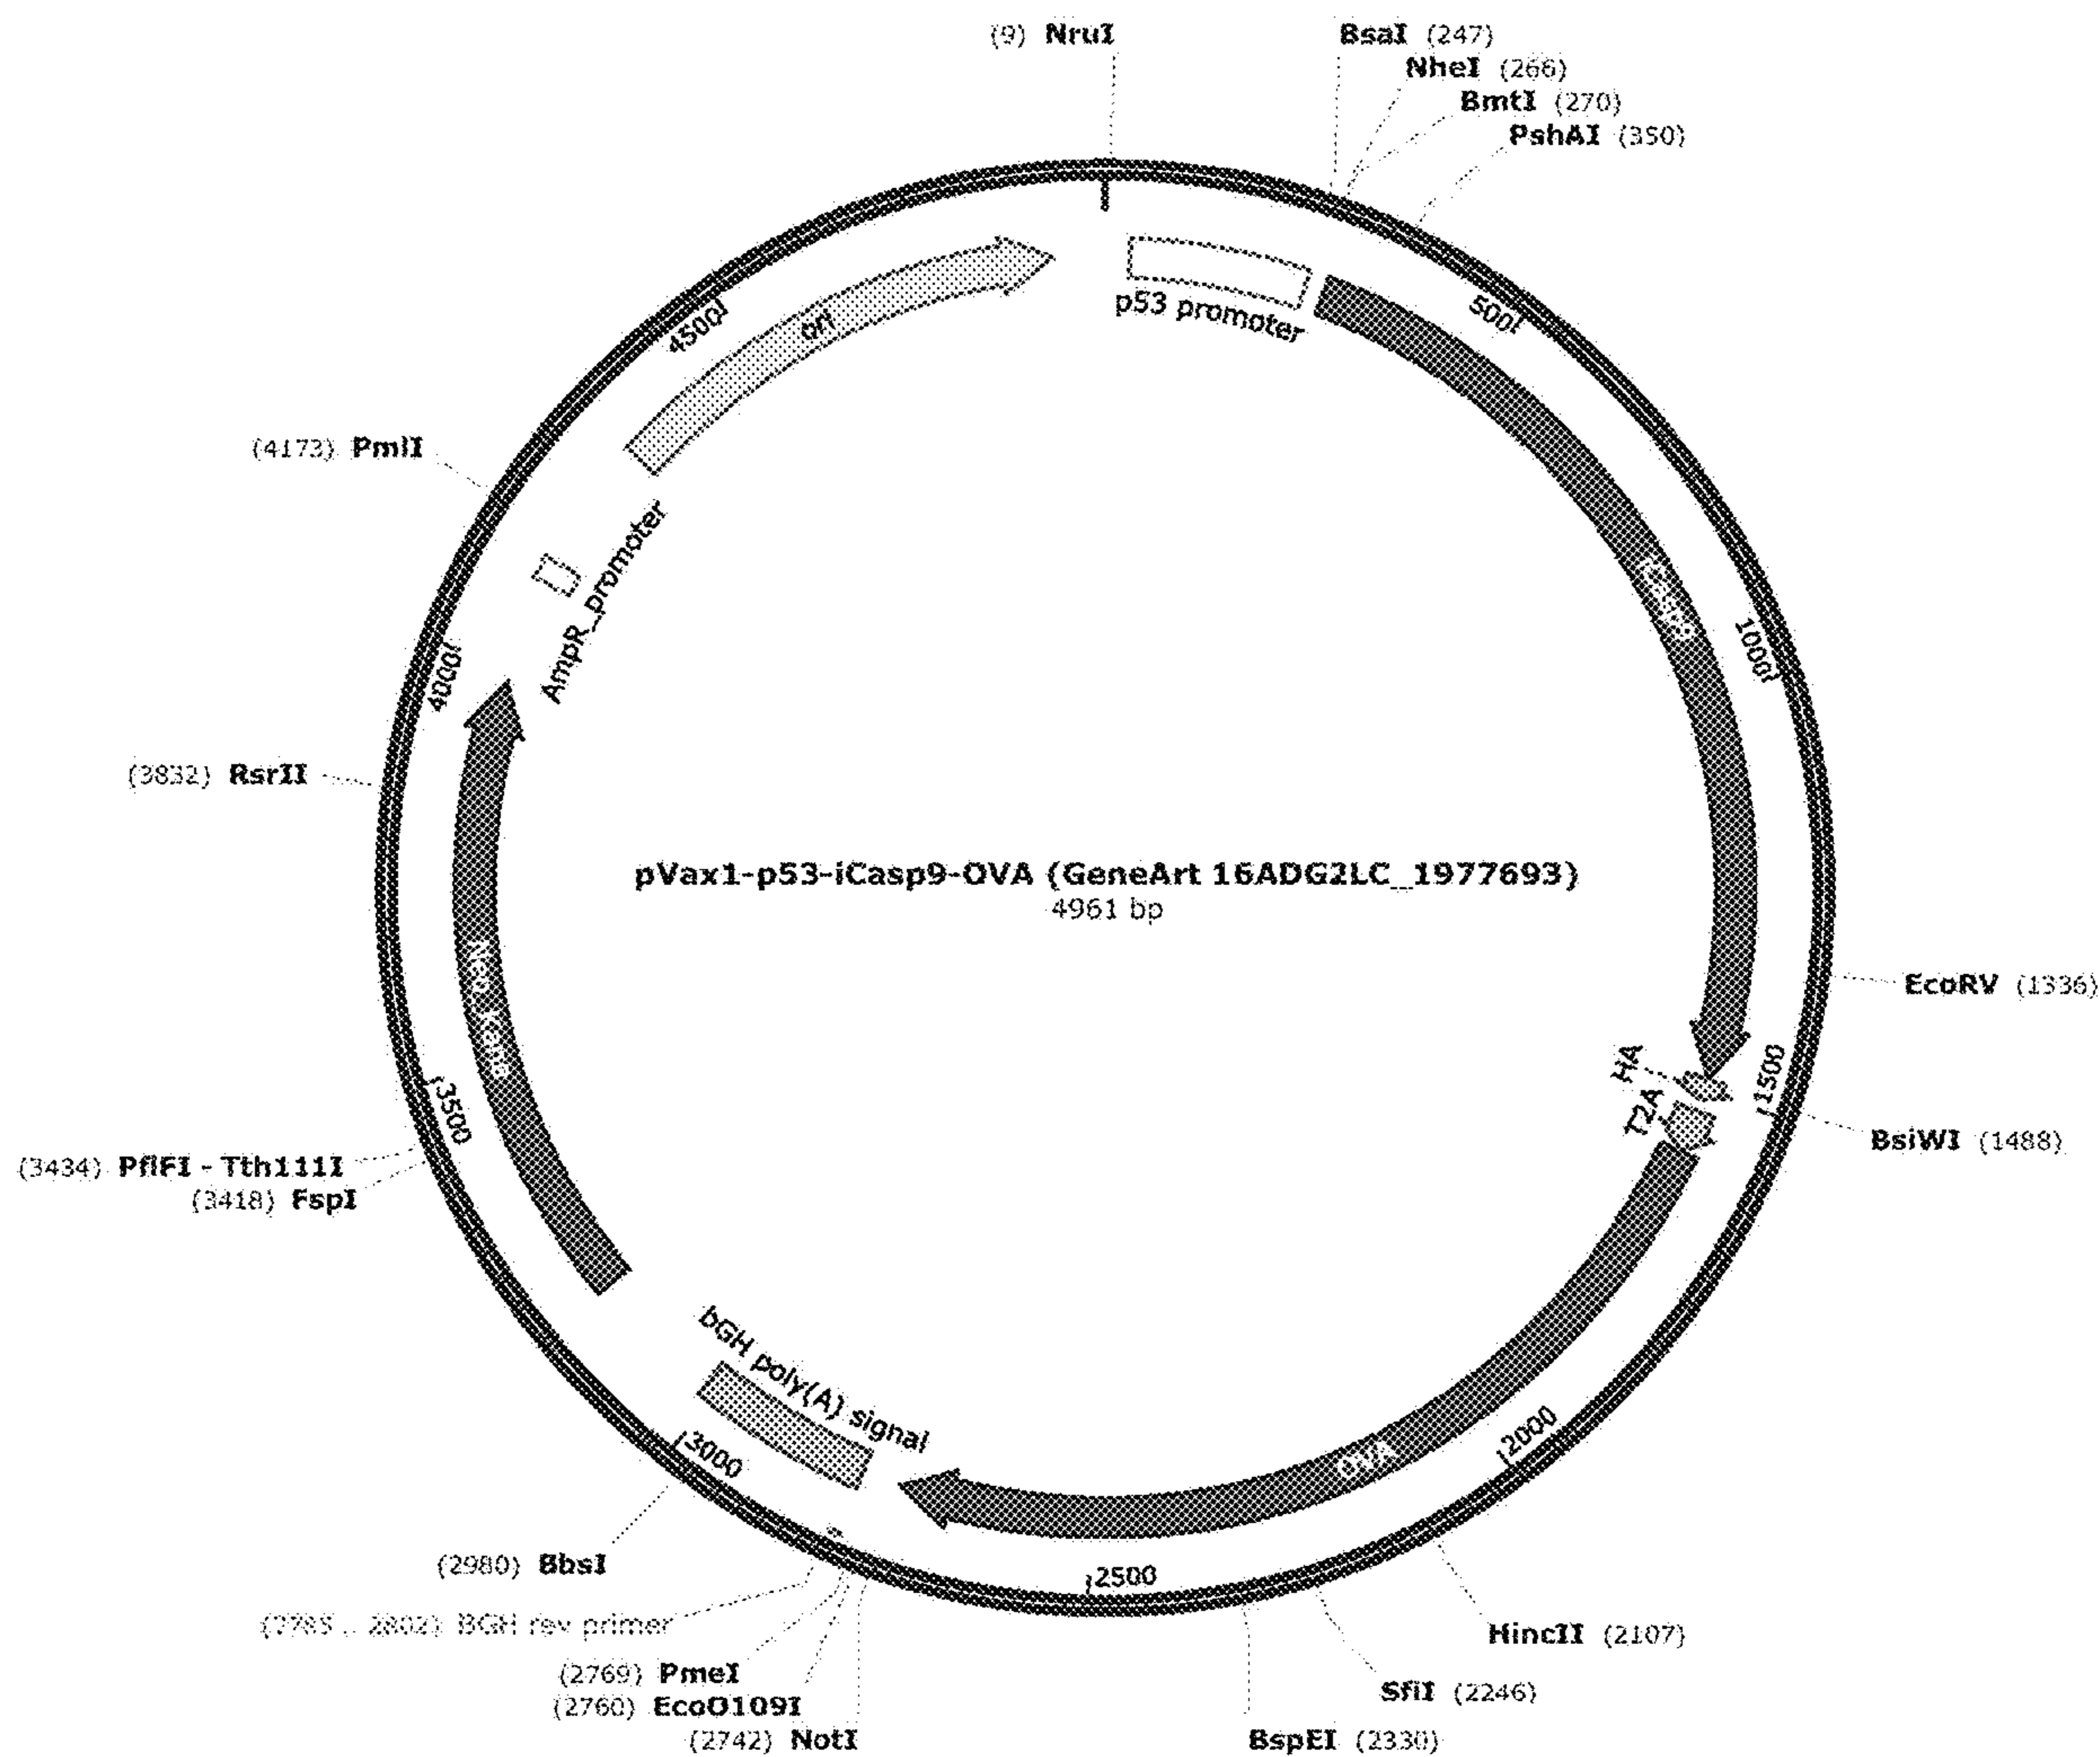 (9) NruI
BsaI (247)
NheI (266)
BmtI (270)
PshAI (350)
p53 promoter
500
iCasp9
1000
EcoRV (1336)
HA
T2A
1500
BsiWI (1488)
OVA
2000
HincII (2107)
SfiI (2246)
BspEI (2330)
2500
(2742) NotI
(2760) EcoO109I
(2769) PmeI
(2785 .. 2802) BGH rev primer
(2980) BbsI
3000
bGH poly(A) signal
(3418) FspI
(3434) PflFI - Tth111I
3500
(3832) RsrII
4000
AmpR_promoter
(4173) PmlI
4500
ori
pVax1-p53-iCasp9-OVA (GeneArt 16ADG2LC_1977693)
4961 bp